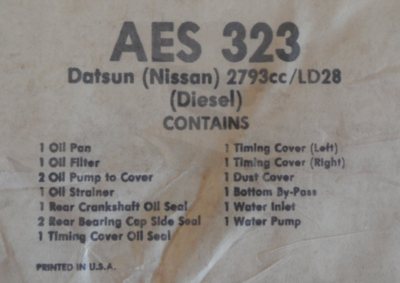 AES 323
Datsun (Nissan) 2793cc/LD28
(Diesel)
CONTAINS
1 Oil Pan
1 Oil Filter
2 Oil Pump to Cover
1 Oil Strainer
1 Rear Crankshaft Oil Seal
2 Rear Bearing Cap Side Seal
1 Timing Cover Oil Seal
1 Timing Cover (Left)
1 Timing Cover (Right)
1 Dust Cover
1 Bottom By-Pass
1 Water Inlet
1 Water Pump
PRINTED IN U.S.A.